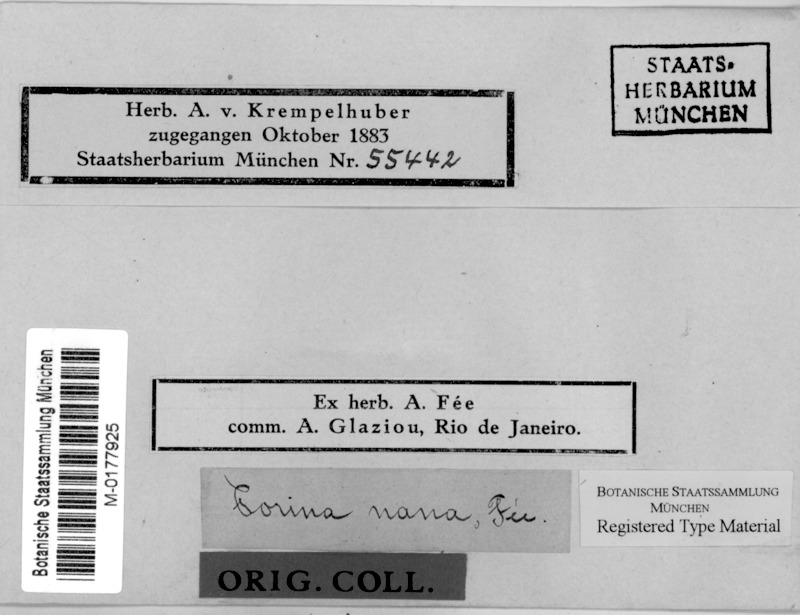 STAATS-
HERBARIUM
MÜNCHEN
Herb. A. v. Krempelhuber
zugegangen Oktober 1883
Staatsherbarium München Nr. 55442
Botanische Staatssammlung München
M-0177925
Ex herb. A. Fée
comm. A. Glaziou, Rio de Janeiro.
nana, Fée.
BOTANISCHE STAATSSAMMLUNG
MÜNCHEN
Registered Type Material
ORIG. COLL.